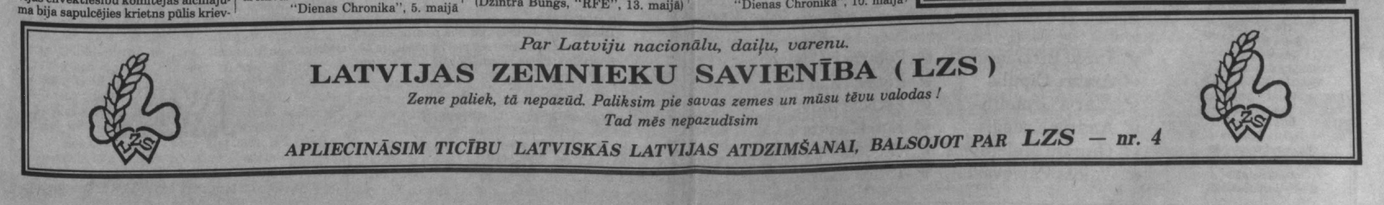 ma bija sapulcējies krietns pūlis kriev-
"Dienas Chronika", 5. maijā
(Dzintra Bungs, "RFE", 13. maijā)
"Dienas Chronika", 10. maijā
Par Latviju nacionālu, daiļu, varenu.
LATVIJAS ZEMNIEKU SAVIENĪBA (LZS)
Zeme paliek, tā nepazūd. Paliksim pie savas zemes un mūsu tēvu valodas!
Tad mēs nepazudīsim
APLIECINĀSIM TICĪBU LATVISKĀS LATVIJAS ATDZIMŠANAI, BALSOJOT PAR LZS — nr. 4
LZS
LZS